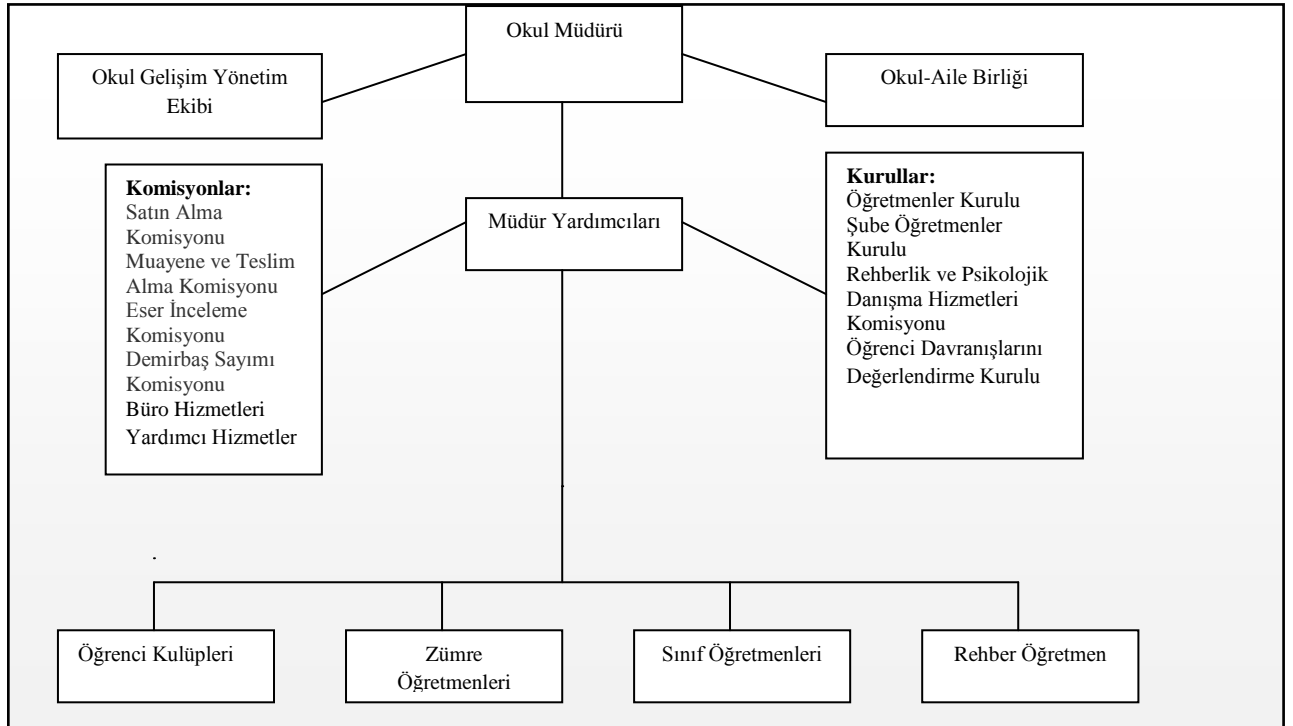 Okul Müdürü
Okul Gelişim Yönetim
Ekibi
Okul-Aile Birliği
Komisyonlar:
Satın Alma
Komisyonu
Muayene ve Teslim
Alma Komisyonu
Eser İnceleme
Komisyonu
Demirbaş Sayımı
Komisyonu
Büro Hizmetleri
Yardımcı Hizmetler
Müdür Yardımcıları
Kurullar:
Öğretmenler Kurulu
Şube Öğretmenler
Kurulu
Rehberlik ve Psikolojik
Danışma Hizmetleri
Komisyonu
Öğrenci Davranışlarını
Değerlendirme Kurulu
Öğrenci Kulüpleri
Zümre
Öğretmenleri
Sınıf Öğretmenleri
Rehber Öğretmen